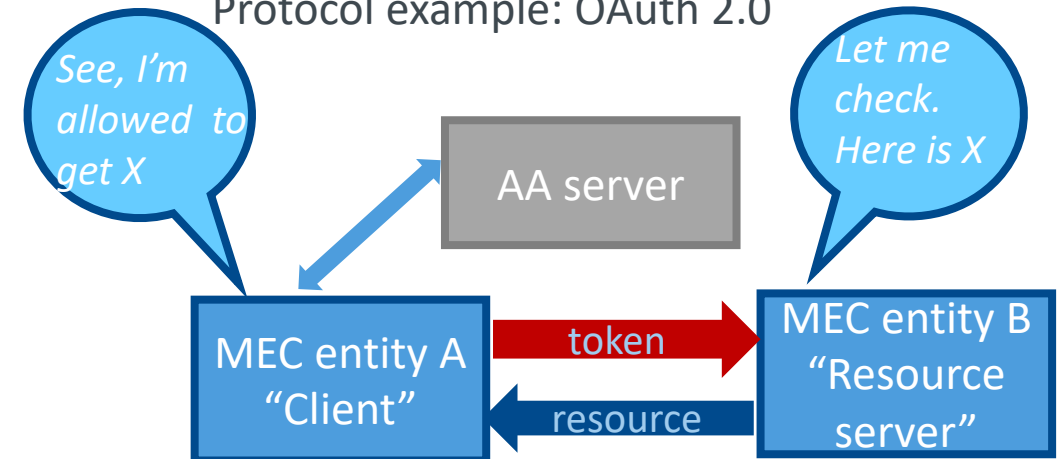 Protocol example: OAuth 2.0
See, I’m
allowed to
get X
Let me
check.
Here is X
AA server
MEC entity A
“Client”
token
resource
MEC entity B
“Resource
server”